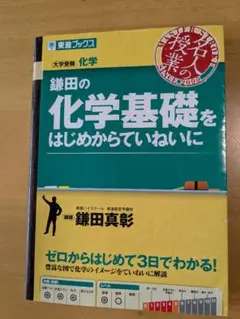 東進ブックス
名人の授業
SINCE★2000
大学受験 化学
鎌田の
化学基礎を
はじめからていねいに
東進ハイスクール・東進衛星予備校
講師 鎌田真彰
ゼロからはじめて3日でわかる!
豊富な図で化学のイメージをていねいに解説